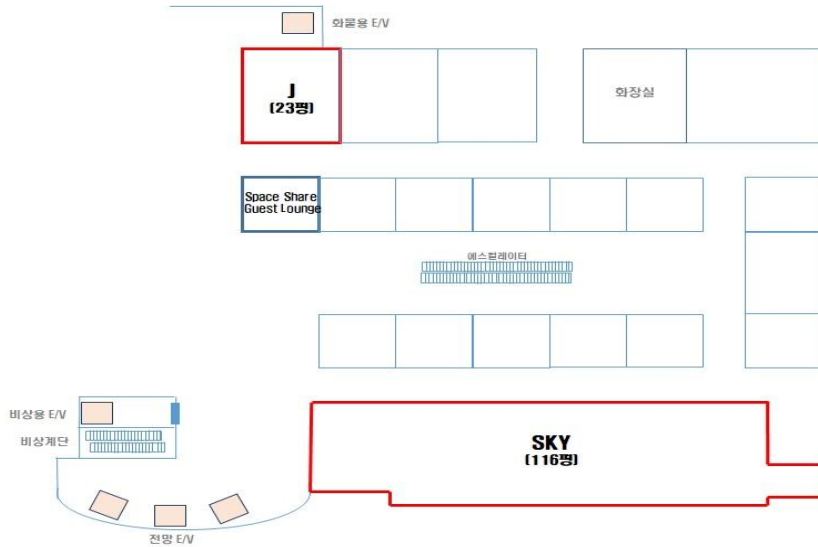 화물용 E/V
J
(23평)
화장실
Space Share
Guest Lounge
에스컬레이터
비상용 E/V
비상계단
SKY
(116평)
전망 E/V